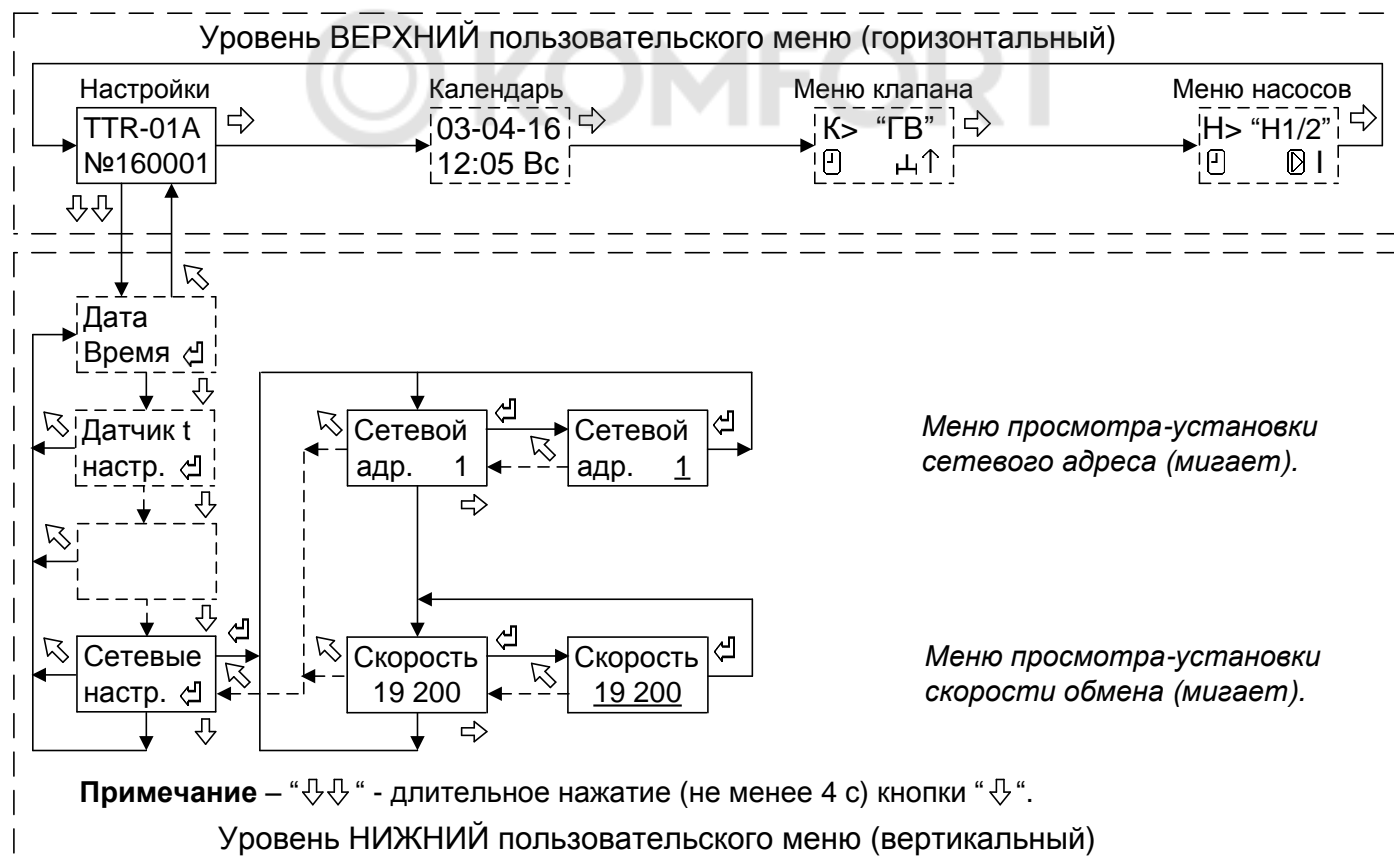 KOMFORT
Уровень ВЕРХНИЙ пользовательского меню (горизонтальный)
Настройки
TTR-01A
№160001
Календарь
03-04-16
12:05 Вс
Меню клапана
К> “ГВ”
Меню насосов
Н> “Н1/2”
I
Дата
Время
Датчик t
настр.
Сетевые
настр.
Сетевой
адр. 1
Сетевой
адр. 1
Меню просмотра-установки
сетевого адреса (мигает).
Скорость
19 200
Скорость
19 200
Меню просмотра-установки
скорости обмена (мигает).
Примечание – “⇩⇩“ - длительное нажатие (не менее 4 с) кнопки “⇩“.
Уровень НИЖНИЙ пользовательского меню (вертикальный)